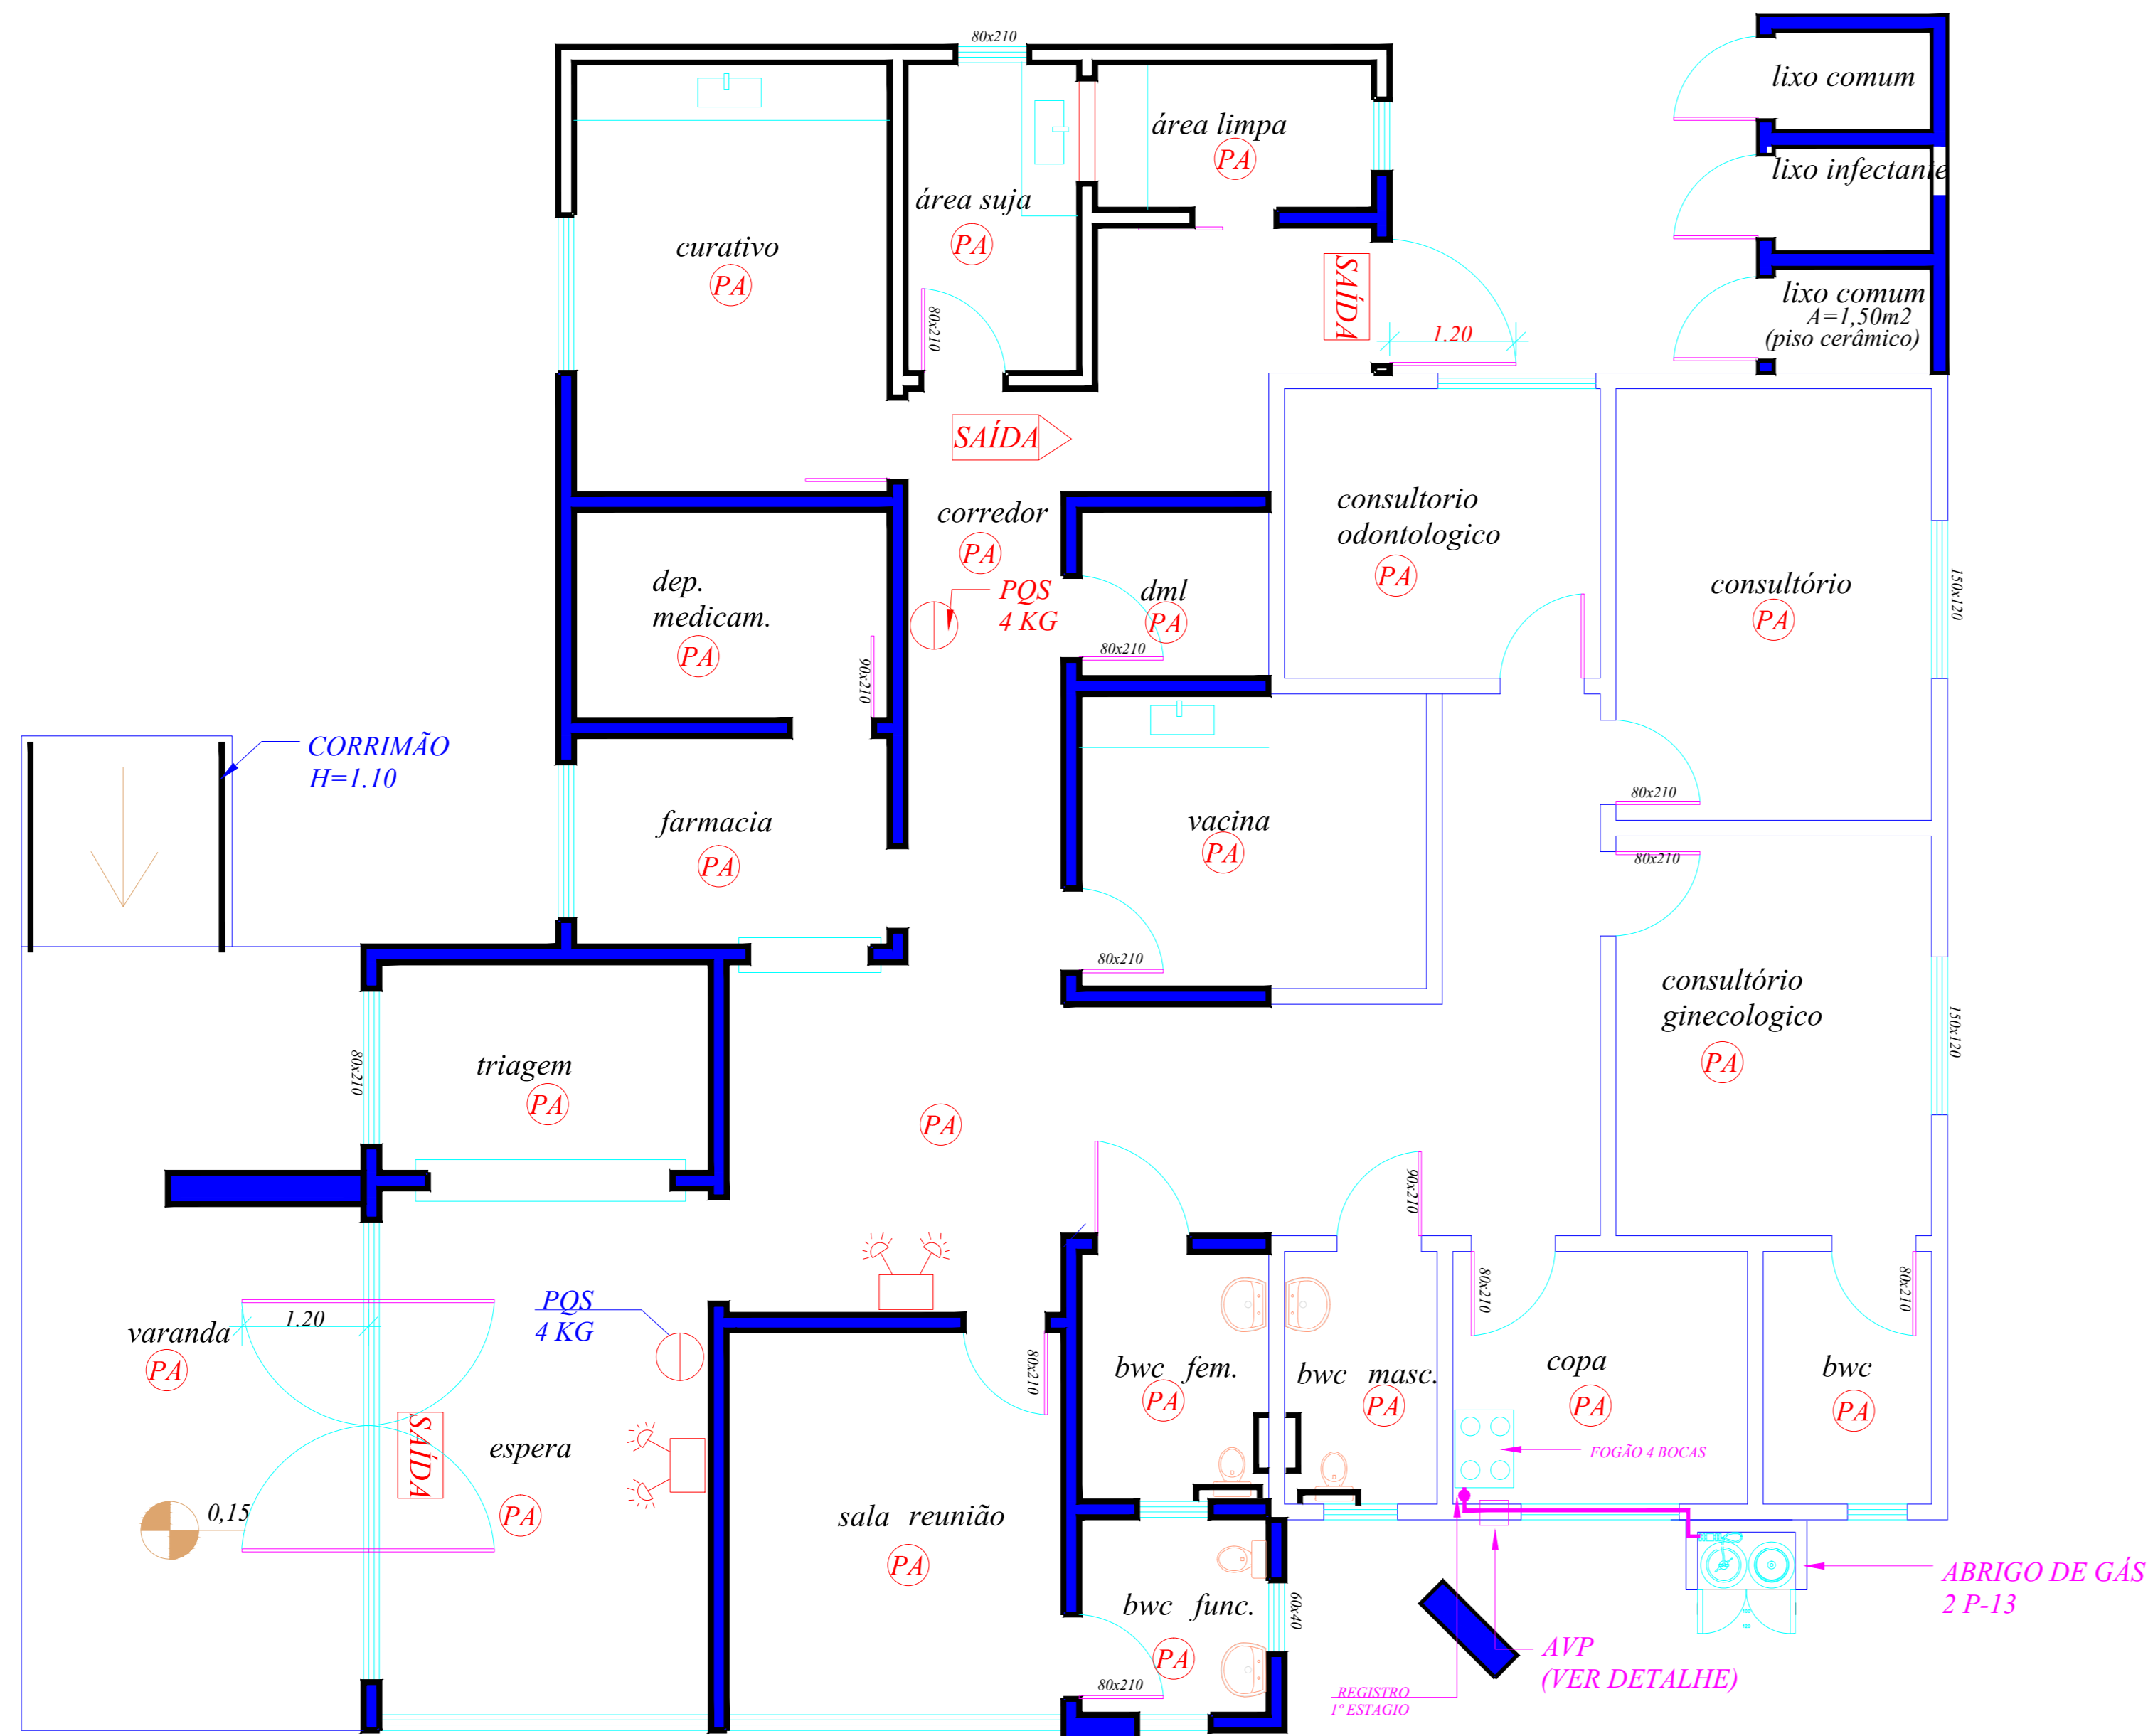 80x210
lixo comum
área limpa
PA
lixo infectante
área suja
PA
curativo
PA
SAÍDA
lixo comum
A=1,50m2
(piso cerâmico)
80x210
1.20
SAÍDA
consultorio
odontologico
PA
corredor
PA
dep.
medicam.
PA
PQS
4 KG
dml
PA
80x210
consultório
PA
150x120
90x210
CORRIMÃO
H=1.10
farmacia
PA
vacina
PA
80x210
80x210
80x210
80x210
consultório
ginecologico
PA
150x120
triagem
PA
PA
90x210
80x210
80x210
PQS
4 KG
1.20
varanda
PA
80x210
bwc fem.
PA
bwc masc.
PA
copa
PA
bwc
PA
SAÍDA
espera
PA
FOGÃO 4 BOCAS
0,15
sala reunião
PA
bwc func.
PA
60x40
80x210
ABRIGO DE GÁS
2 P-13
AVP
(VER DETALHE)
REGISTRO
1º ESTAGIO